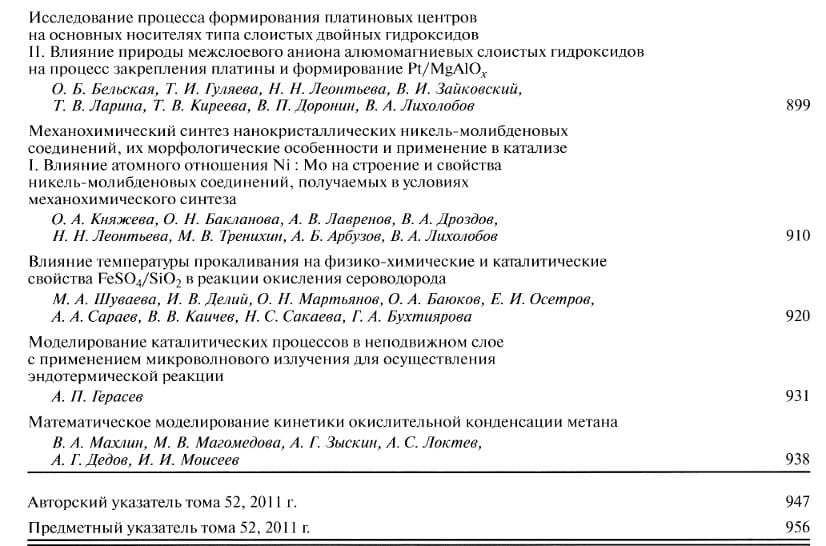 Исследование процесса формирования платиновых центров
на основных носителях типа слоистых двойных гидроксидов
II. Влияние природы межслоевого аниона алюмомагниевых слоистых гидроксидов
на процесс закрепления платины и формирование Pt/MgAlOₓ
О. Б. Бельская, Т. И. Гуляева, Н. Н. Леонтьева, В. И. Зайковский,
Т. В. Ларина, Т. В. Киреева, В. П. Доронин, В. А. Лихолобов 899
Механохимический синтез нанокристаллических никель-молибденовых
соединений, их морфологические особенности и применение в катализе
I. Влияние атомного отношения Ni : Mo на строение и свойства
никель-молибденовых соединений, получаемых в условиях
механохимического синтеза
О. А. Княжева, О. Н. Бакланова, А. В. Лавренов, В. А. Дроздов,
Н. Н. Леонтьева, М. В. Тренихин, А. Б. Арбузов, В. А. Лихолобов 910
Влияние температуры прокаливания на физико-химические и каталитические
свойства FeSO₄/SiO₂ в реакции окисления сероводорода
М. А. Шуваева, И. В. Делий, О. Н. Мартьянов, О. А. Баюков, Е. И. Осетров,
А. А. Сараев, В. В. Каичев, Н. С. Сакаева, Г. А. Бухтиярова 920
Моделирование каталитических процессов в неподвижном слое
с применением микроволнового излучения для осуществления
эндотермической реакции
А. П. Герасев 931
Математическое моделирование кинетики окислительной конденсации метана
В. А. Махлин, М. В. Магомедова, А. Г. Зыскин, А. С. Локтев,
А. Г. Дедов, И. И. Моисеев 938
Авторский указатель тома 52, 2011 г. 947
Предметный указатель тома 52, 2011 г. 956